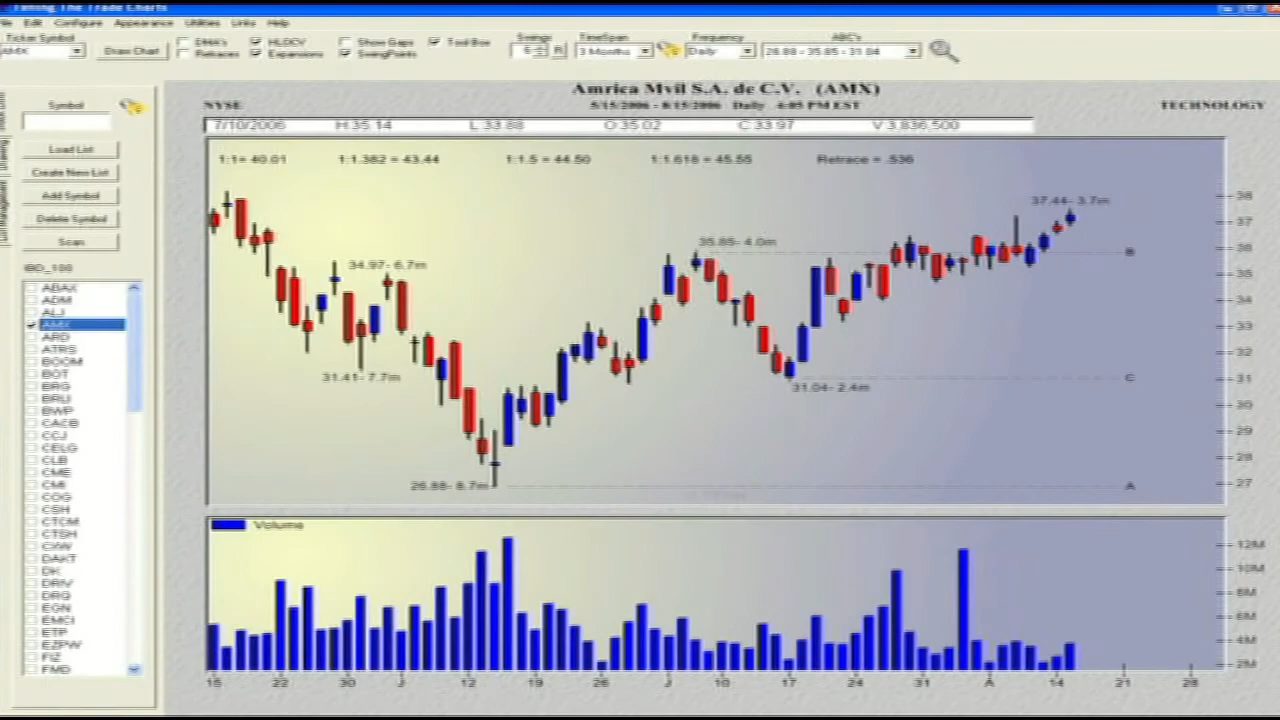 Timing The Trade Charts
File Edit Configure Appearance Utilities Links Help
Ticker Symbol
AMX
Draw Chart
DMA's
Retraces
HLOCV
Expansions
Show Gaps
SwingPoints
Tool Box
Swings
5
R
TimeSpan
3 Months
Frequency
Daily
ABC's
26.88 - 35.85 - 31.04
Symbol
Load List
Create New List
Add Symbol
Delete Symbol
Scan
IBD_100
ABAX
ADM
ALJ
AMX
ARD
ATRS
BOOM
BOT
BRG
BRLI
BWP
CACB
CCJ
CELG
CLB
CME
CMI
COG
CSH
CTCM
CTSH
CXW
DAKT
DK
DRIV
DRQ
EGN
EMCI
ETP
EZPW
FIZ
FMD
Amrica Mvil S.A. de C.V. (AMX)
NYSE
5/15/2006 - 8/15/2006 Daily 4:05 PM EST
TECHNOLOGY
7/10/2006 H:35.14 L:33.88 O:35.02 C:33.97 V:3,836,500
1:1= 40.01 1:1.382 = 43.44 1:1.5 = 44.50 1:1.618 = 45.55 Retrace = .536
37.44- 3.7m
35.85- 4.0m
34.97- 6.7m
31.41- 7.7m
31.04- 2.4m
26.88- 8.7m
B
C
A
38
37
36
35
34
33
32
31
30
29
28
27
Volume
12M
10M
8M
6M
4M
2M
15 22 30 J 12 19 26 J 10 17 24 31 A 14 21 28